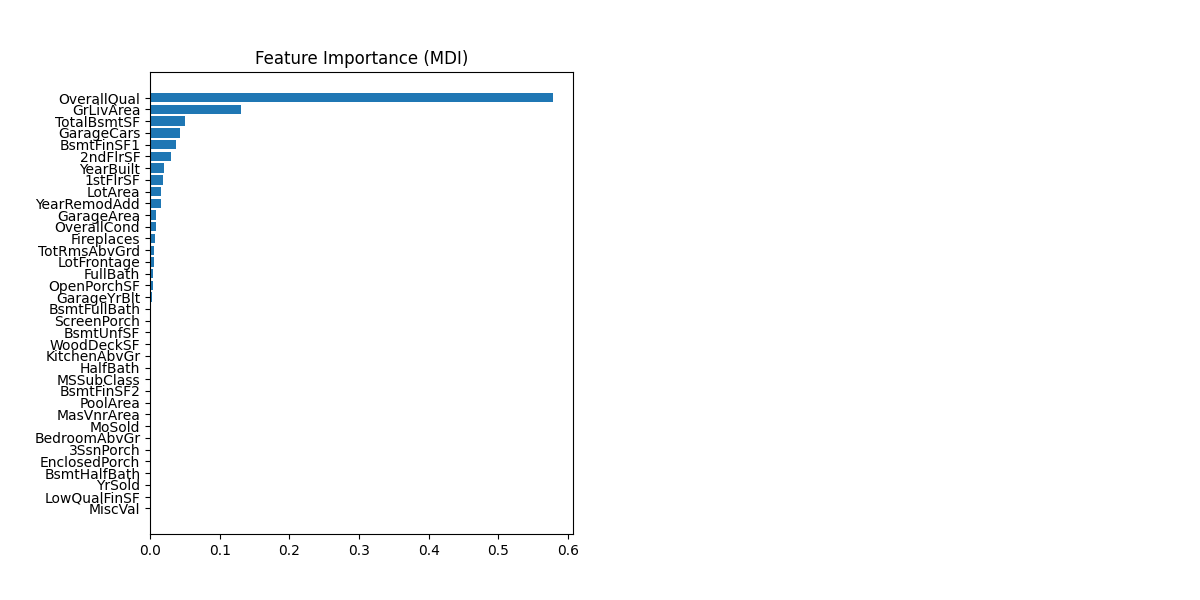 Feature Importance (MDI)
OverallQual
GrLivArea
TotalBsmtSF
GarageCars
BsmtFinSF1
2ndFlrSF
YearBuilt
1stFlrSF
LotArea
YearRemodAdd
GarageArea
OverallCond
Fireplaces
TotRmsAbvGrd
LotFrontage
FullBath
OpenPorchSF
GarageYrBlt
BsmtFullBath
ScreenPorch
BsmtUnfSF
WoodDeckSF
KitchenAbvGr
HalfBath
MSSubClass
BsmtFinSF2
PoolArea
MasVnrArea
MoSold
BedroomAbvGr
3SsnPorch
EnclosedPorch
BsmtHalfBath
YrSold
LowQualFinSF
MiscVal
0.0 0.1 0.2 0.3 0.4 0.5 0.6